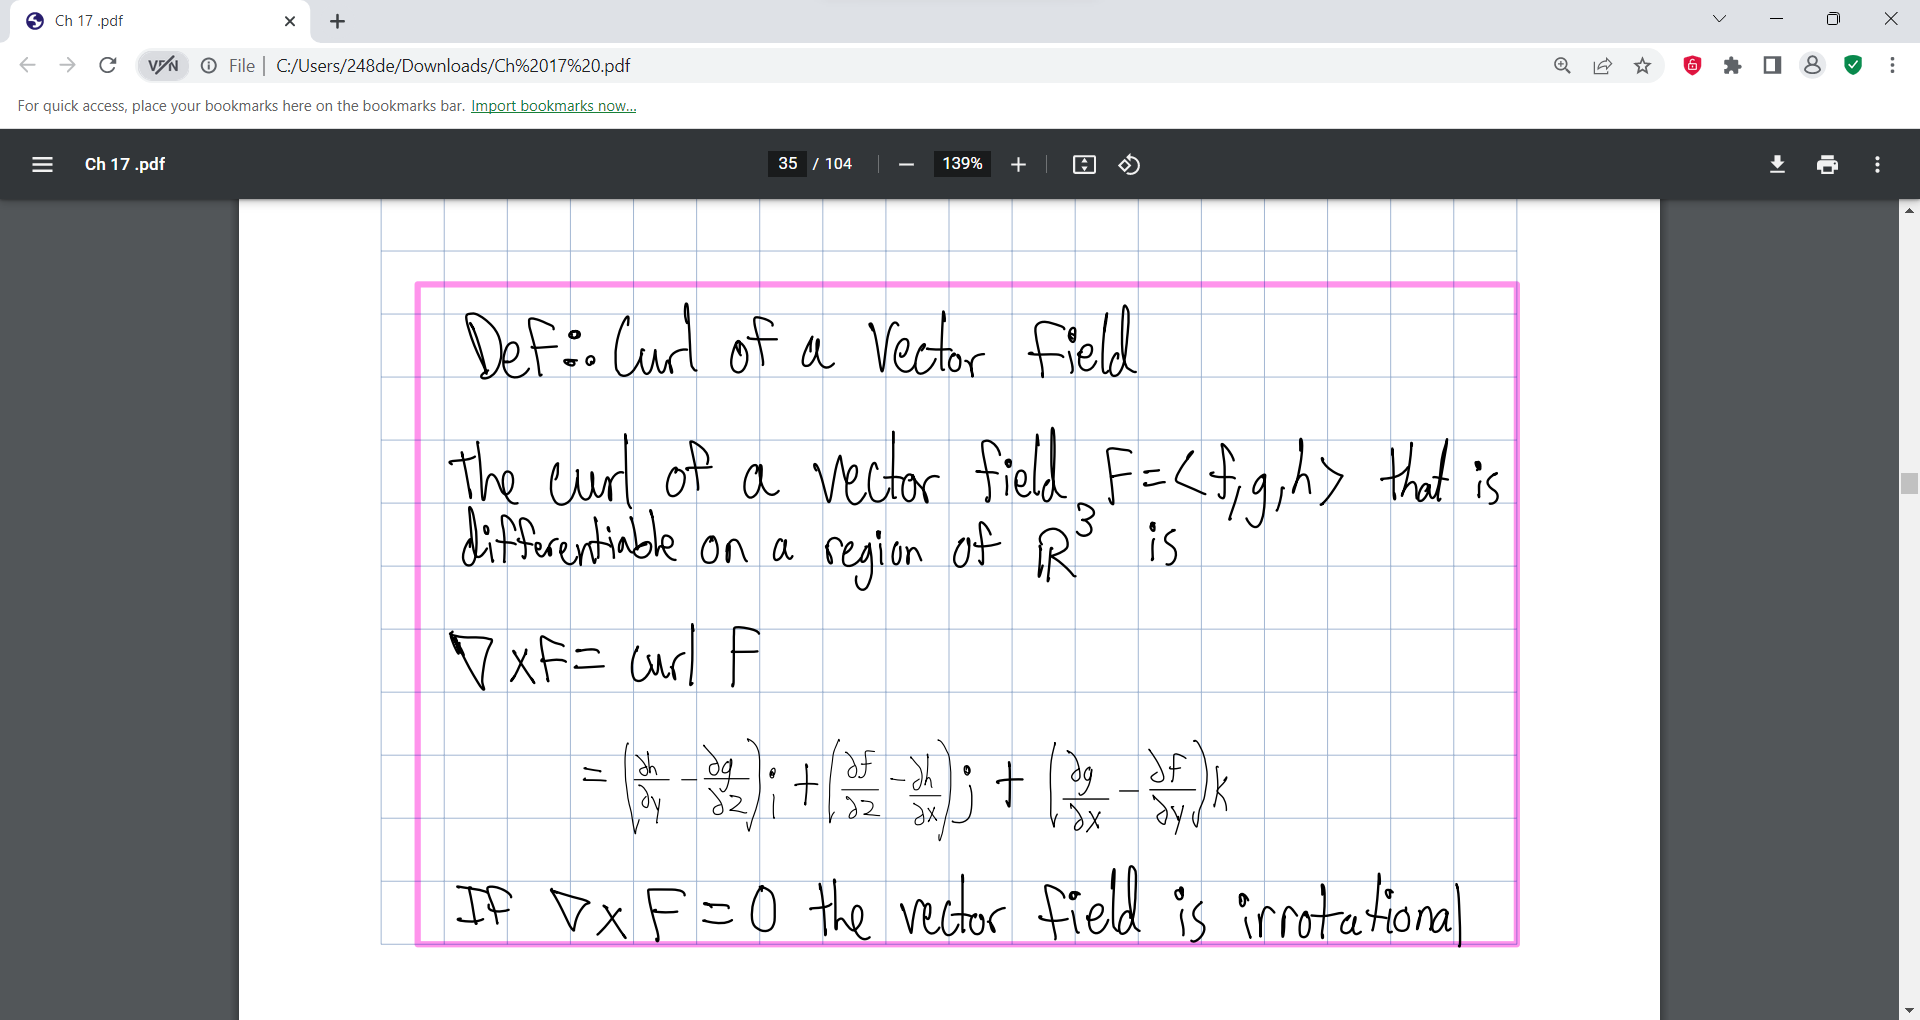 Ch 17 .pdf
VPN File C:/Users/248de/Downloads/Ch%2017%20.pdf
For quick access, place your bookmarks here on the bookmarks bar. Import bookmarks now...
Ch 17 .pdf 35 / 104 139%
Def: Curl of a Vector Field
the curl of a vector field F=<f,g,h> that is
differentiable on a region of ℝ³ is
∇×F= curl F
= (∂h/∂y − ∂g/∂z)i + (∂f/∂z − ∂h/∂x)j + (∂g/∂x − ∂f/∂y)k
If ∇×F=0 the vector field is irrotational